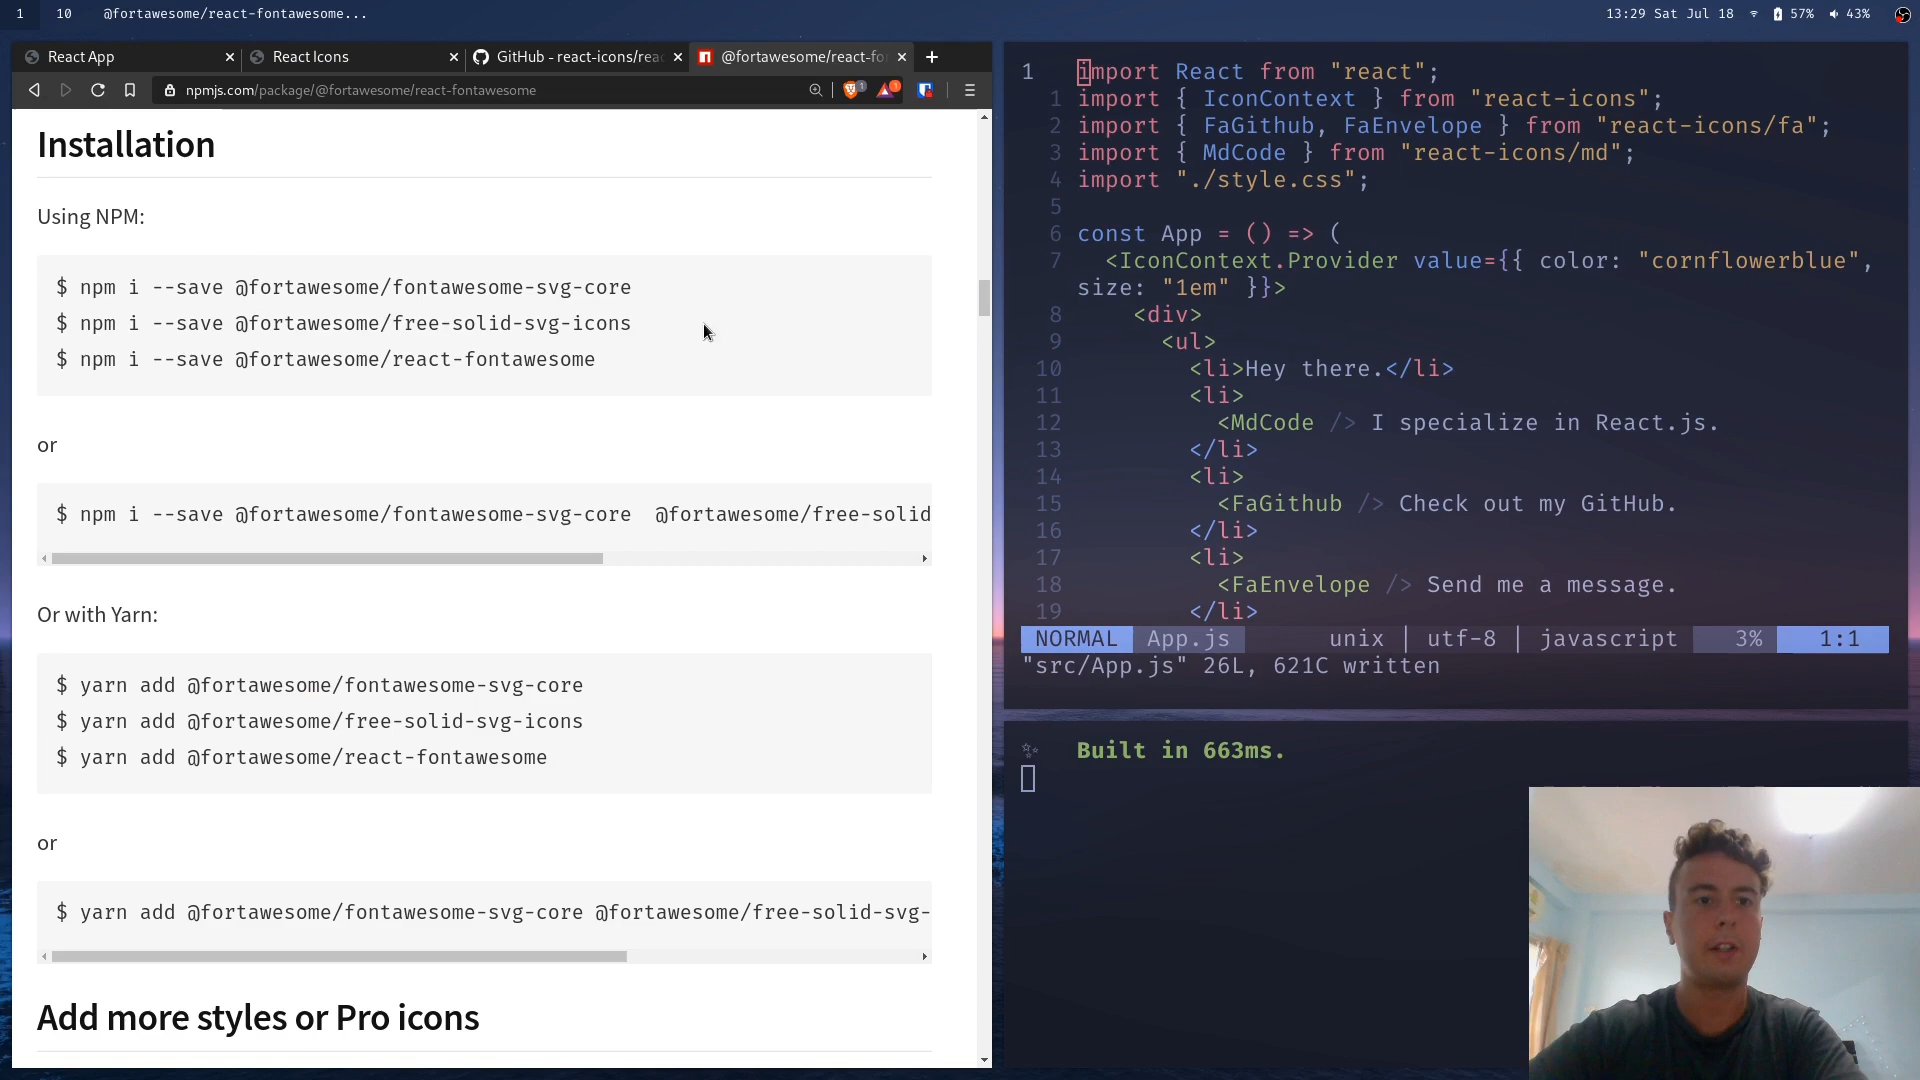 1 10 @fortawesome/react-fontawesome...
13:29 Sat Jul 18 57% 43%
React App
React Icons
GitHub - react-icons/rea
@fortawesome/react-fo
npmjs.com/package/@fortawesome/react-fontawesome
1 1
Installation
Using NPM:
$ npm i --save @fortawesome/fontawesome-svg-core
$ npm i --save @fortawesome/free-solid-svg-icons
$ npm i --save @fortawesome/react-fontawesome
or
$ npm i --save @fortawesome/fontawesome-svg-core  @fortawesome/free-solid
Or with Yarn:
$ yarn add @fortawesome/fontawesome-svg-core
$ yarn add @fortawesome/free-solid-svg-icons
$ yarn add @fortawesome/react-fontawesome
or
$ yarn add @fortawesome/fontawesome-svg-core @fortawesome/free-solid-svg-
Add more styles or Pro icons
1 import React from "react";
1 import { IconContext } from "react-icons";
2 import { FaGithub, FaEnvelope } from "react-icons/fa";
3 import { MdCode } from "react-icons/md";
4 import "./style.css";
5
6 const App = () => (
7 <IconContext.Provider value={{ color: "cornflowerblue",
size: "1em" }}>
8 <div>
9 <ul>
10 <li>Hey there.</li>
11 <li>
12 <MdCode /> I specialize in React.js.
13 </li>
14 <li>
15 <FaGithub /> Check out my GitHub.
16 </li>
17 <li>
18 <FaEnvelope /> Send me a message.
19 </li>
NORMAL App.js unix | utf-8 | javascript 3% 1:1
"src/App.js" 26L, 621C written
✨ Built in 663ms.